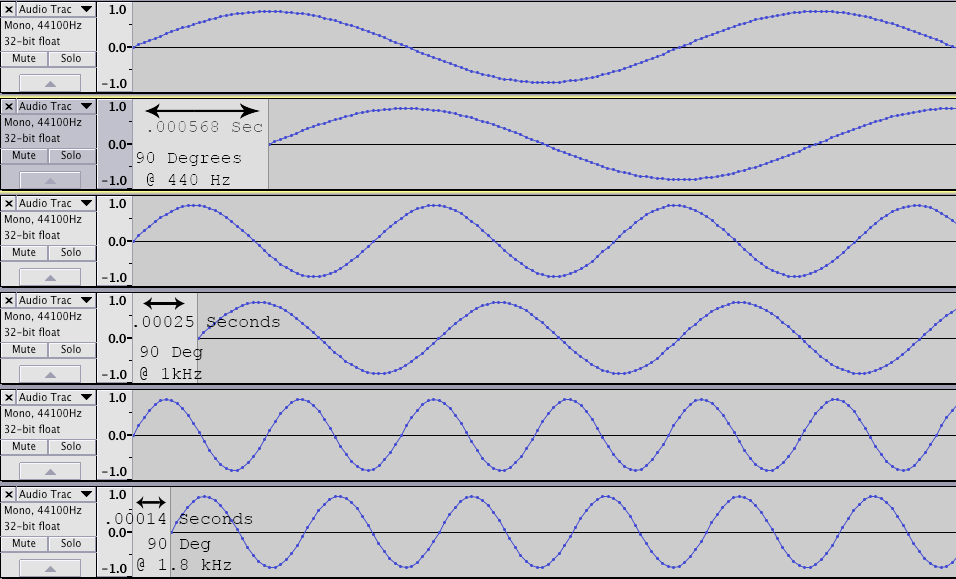 Audio Trac 1.0
Mono, 44100Hz
32-bit float 0.0
Mute Solo
-1.0
Audio Trac 1.0
Mono, 44100Hz .000568 Sec
32-bit float 0.0
Mute Solo 90 Degrees
-1.0 @ 440 Hz
Audio Trac 1.0
Mono, 44100Hz
32-bit float 0.0
Mute Solo
-1.0
Audio Trac 1.0
Mono, 44100Hz .00025 Seconds
32-bit float 0.0
Mute Solo 90 Deg
-1.0 @ 1kHz
Audio Trac 1.0
Mono, 44100Hz
32-bit float 0.0
Mute Solo
-1.0
Audio Trac 1.0
Mono, 44100Hz .00014 Seconds
32-bit float 0.0
Mute Solo 90 Deg
-1.0 @ 1.8 kHz